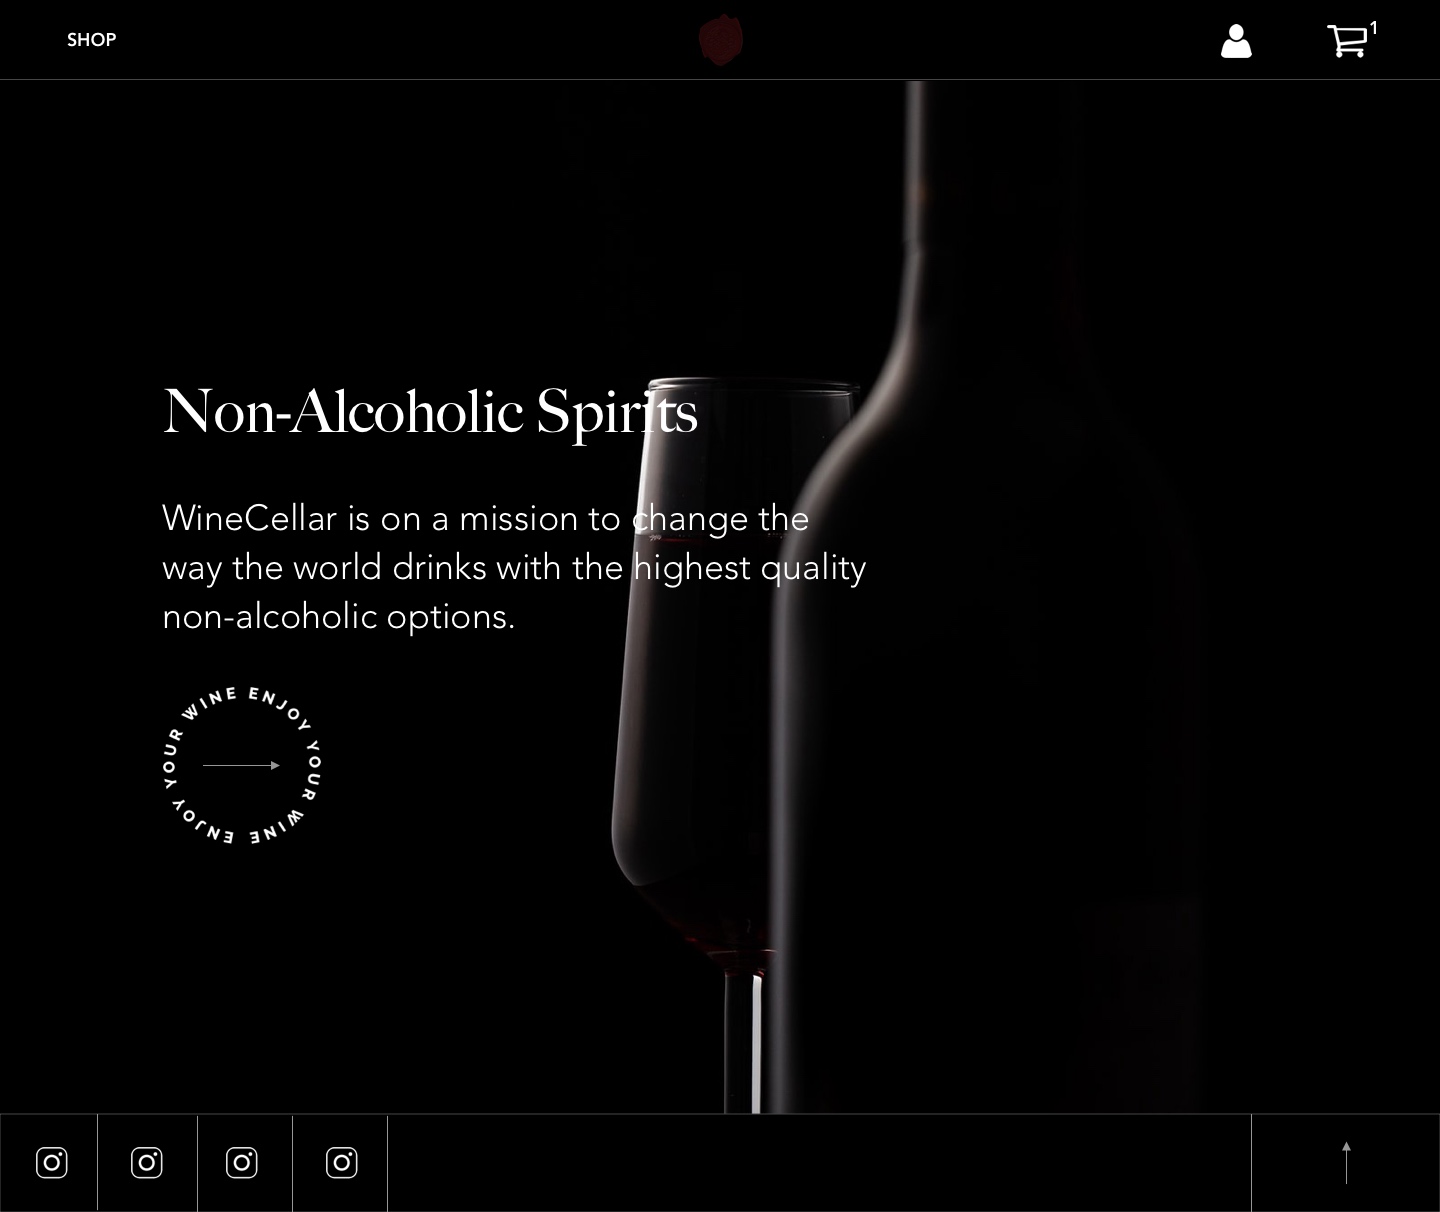 SHOP
1
Non-Alcoholic Spirits
WineCellar is on a mission to change the
way the world drinks with the highest quality
non-alcoholic options.
ENJOY YOUR WINE ENJOY YOUR WINE